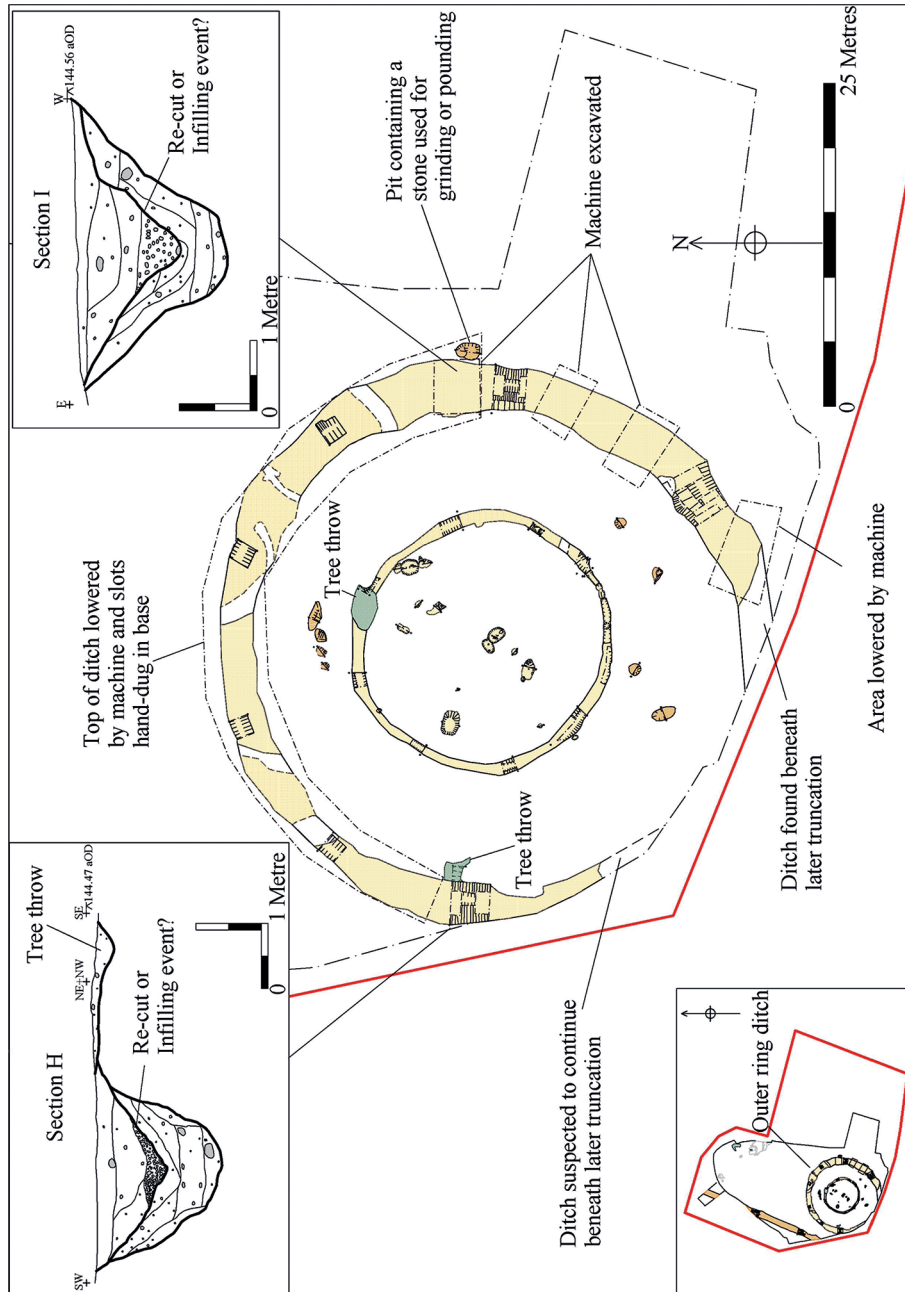 Section H
SW
NE
NW
SE
144.47 aOD
Tree throw
Re-cut or
Infilling event?
0
1 Metre
Top of ditch lowered
by machine and slots
hand-dug in base
Section I
E
W
144.56 aOD
Re-cut or
Infilling event?
0
1 Metre
Pit containing a
stone used for
grinding or pounding
Machine excavated
Tree throw
Tree throw
N
0
25 Metres
Ditch suspected to continue
beneath later truncation
Ditch found beneath
later truncation
Area lowered by machine
Outer ring ditch